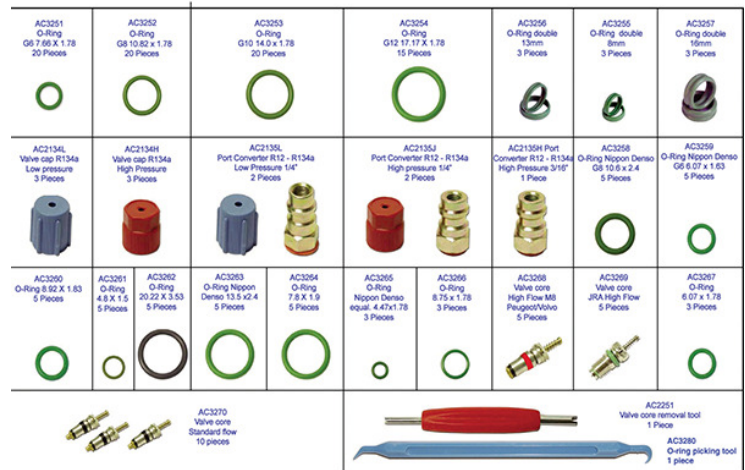 AC3251
O-Ring
G6 7.66 X 1.78
20 Pieces
AC3252
O-Ring
G8 10.82 x 1.78
20 Pieces
AC3253
O-Ring
G10 14.0 x 1.78
20 Pieces
AC3254
O-Ring
G12 17.17 X 1.78
15 Pieces
AC3256
O-Ring double
13mm
3 Pieces
AC3255
O-Ring double
8mm
3 Pieces
AC3257
O-Ring double
16mm
3 Pieces
AC2134L
Valve cap R134a
Low pressure
3 Pieces
AC2134H
Valve cap R134a
High Pressure
3 Pieces
AC2135L
Port Converter R12 - R134a
Low Pressure 1/4"
2 Pieces
AC2135J
Port Converter R12 - R134a
High pressure 1/4"
2 Pieces
AC2135H Port
Converter R12 - R134a
High Pressure 3/16"
1 Piece
AC3258
O-Ring Nippon Denso
G8 10.6 x 2.4
5 Pieces
AC3259
O-Ring Nippon Denso
G6 6.07 x 1.63
5 Pieces
AC3260
O-Ring 8.92 X 1.83
5 Pieces
AC3261
O-Ring
4.8 X 1.5
5 Pieces
AC3262
O-Ring
20.22 X 3.53
5 Pieces
AC3263
O-Ring Nippon
Denso 13.5 x2.4
5 Pieces
AC3264
O-Ring
7.8 X 1.9
5 Pieces
AC3265
O-Ring
Nippon Denso
equal. 4.47x1.78
3 Pieces
AC3266
O-Ring
8.75 x 1.78
3 Pieces
AC3268
Valve core
High Flow M8
Peugeot/Volvo
5 Pieces
AC3269
Valve core
JRA High Flow
5 Pieces
AC3267
O-Ring
6.07 x 1.78
3 Pieces
AC3270
Valve core
Standard flow
10 pieces
AC2251
Valve core removal tool
1 Piece
AC3280
O-ring picking tool
1 piece